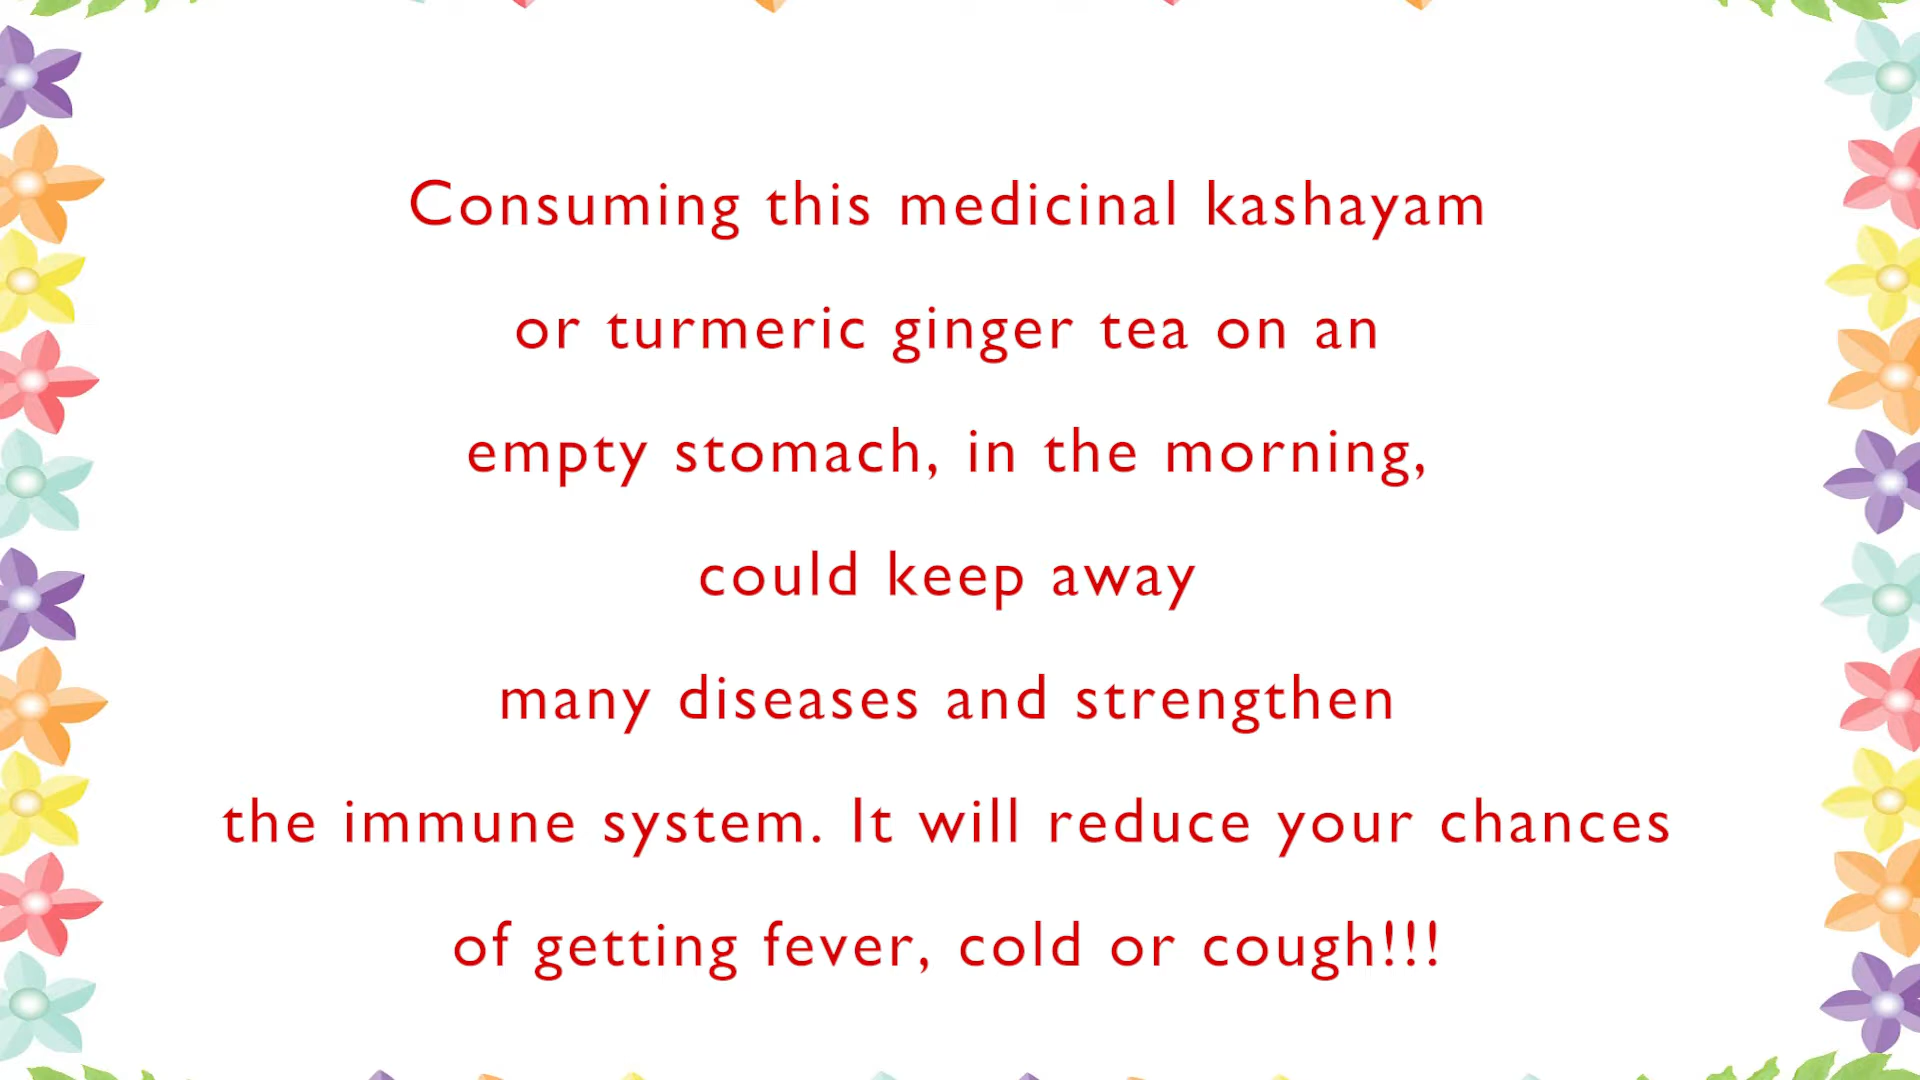 Consuming this medicinal kashayam
or turmeric ginger tea on an
empty stomach, in the morning,
could keep away
many diseases and strengthen
the immune system. It will reduce your chances
of getting fever, cold or cough!!!